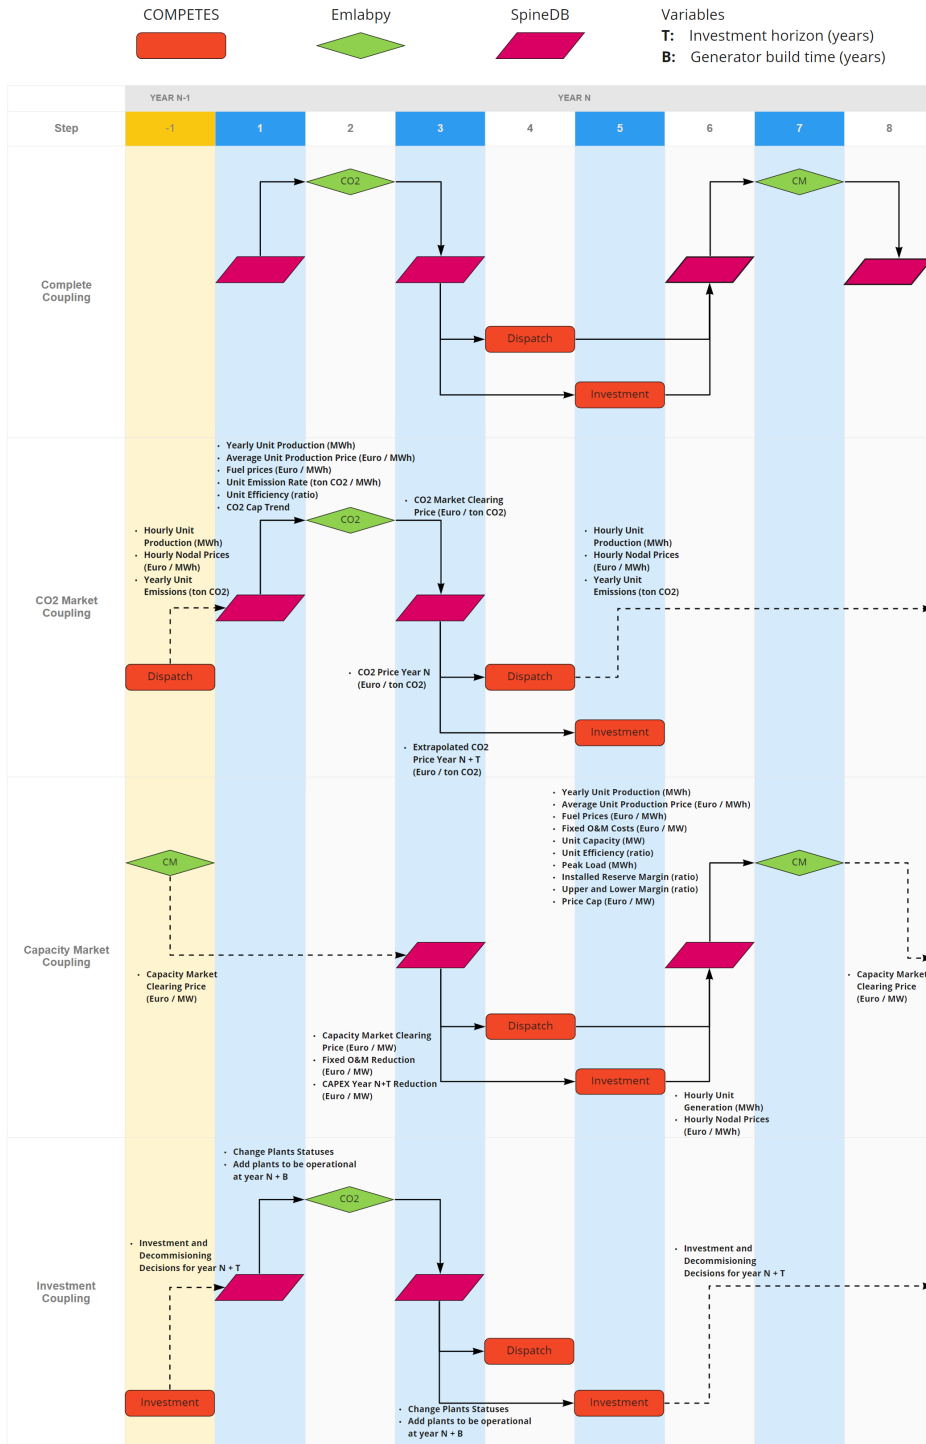 COMPETES
Emlabpy
SpineDB
Variables
T: Investment horizon (years)
B: Generator build time (years)
YEAR N-1
YEAR N
Step
-1
1
2
3
4
5
6
7
8
Complete
Coupling
CO2
CM
Dispatch
Investment
CO2 Market
Coupling
· Yearly Unit Production (MWh)
· Average Unit Production Price (Euro / MWh)
· Fuel prices (Euro / MWh)
· Unit Emission Rate (ton CO2 / MWh)
· Unit Efficiency (ratio)
· CO2 Cap Trend
· Hourly Unit
Production (MWh)
· Hourly Nodal Prices
(Euro / MWh)
· Yearly Unit
Emissions (ton CO2)
CO2
· CO2 Market Clearing
Price (Euro / ton CO2)
· Hourly Unit
Production (MWh)
· Hourly Nodal Prices
(Euro / MWh)
· Yearly Unit
Emissions (ton CO2)
Dispatch
· CO2 Price Year N
(Euro / ton CO2)
Dispatch
Investment
· Extrapolated CO2
Price Year N + T
(Euro / ton CO2)
Capacity Market
Coupling
· Yearly Unit Production (MWh)
· Average Unit Production Price (Euro / MWh)
· Fuel Prices (Euro / MWh)
· Fixed O&M Costs (Euro / MW)
· Unit Capacity (MW)
· Unit Efficiency (ratio)
· Peak Load (MWh)
· Installed Reserve Margin (ratio)
· Upper and Lower Margin (ratio)
· Price Cap (Euro / MW)
CM
CM
· Capacity Market
Clearing Price
(Euro / MW)
· Capacity Market
Clearing Price
(Euro / MW)
Dispatch
· Capacity Market Clearing
Price (Euro / MW)
· Fixed O&M Reduction
(Euro / MW)
· CAPEX Year N+T Reduction
(Euro / MW)
Investment
· Hourly Unit
Generation (MWh)
· Hourly Nodal Prices
(Euro / MWh)
Investment
Coupling
· Change Plants Statuses
· Add plants to be operational
at year N + B
CO2
· Investment and
Decommisioning
Decisions for year N + T
· Investment and
Decommisioning
Decisions for year N + T
Dispatch
Investment
Investment
· Change Plants Statuses
· Add plants to be operational
at year N + B